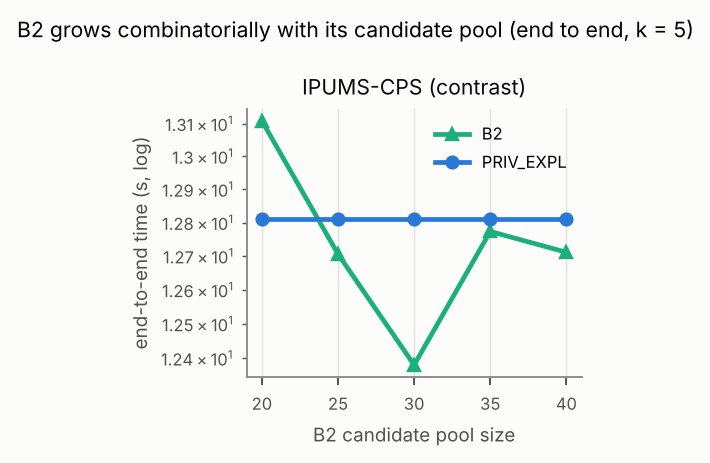 B2 grows combinatorially with its candidate pool (end to end, k = 5)
IPUMS-CPS (contrast)
end-to-end time (s, log)
1.31 × 10¹
1.3 × 10¹
1.29 × 10¹
1.28 × 10¹
1.27 × 10¹
1.26 × 10¹
1.25 × 10¹
1.24 × 10¹
B2
PRIV_EXPL
20 25 30 35 40
B2 candidate pool size